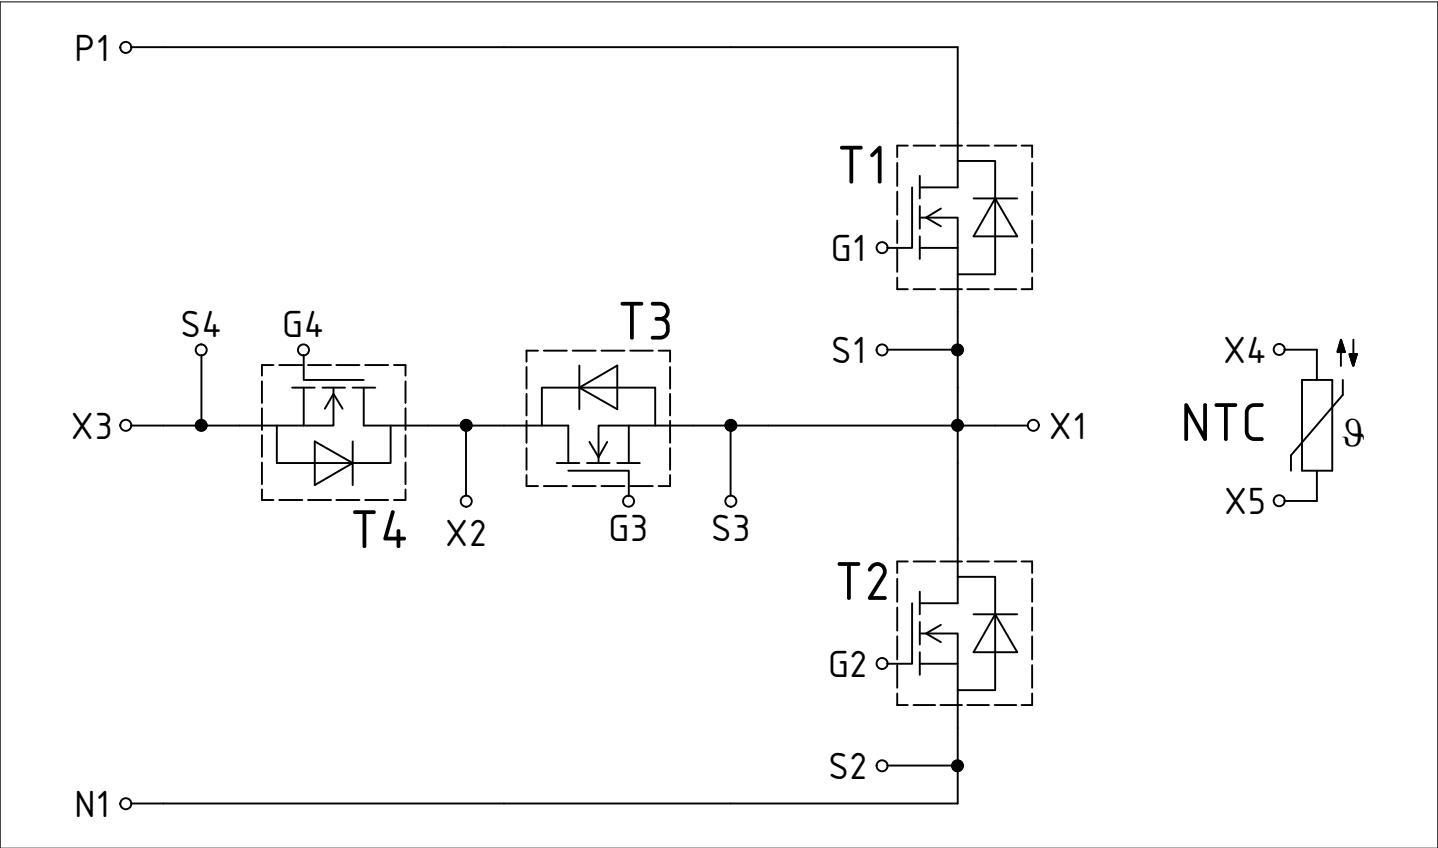 P1
T1
G1
S4 G4 T3
S1 X4
X3 X1 NTC ϑ
X5
T4 X2 G3 S3
T2
G2
S2
N1